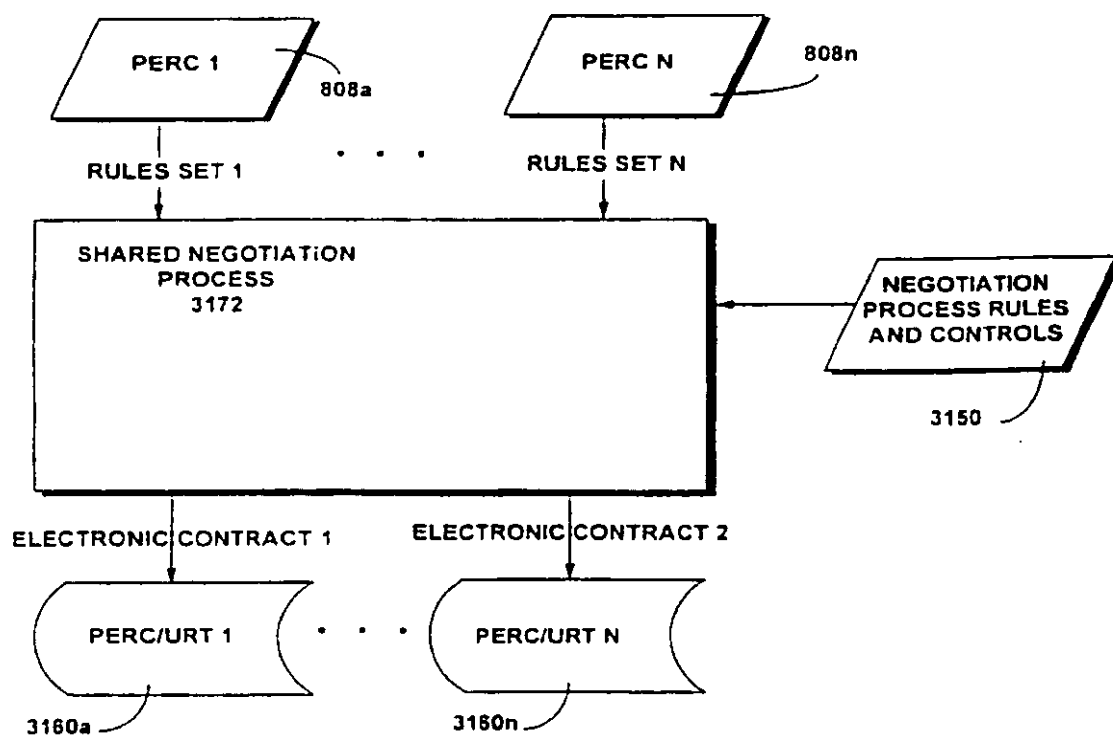 PERC 1
808a
PERC N
808n
RULES SET 1
. . .
RULES SET N
SHARED NEGOTIATION
PROCESS
3172
NEGOTIATION
PROCESS RULES
AND CONTROLS
3150
ELECTRONIC CONTRACT 1
ELECTRONIC CONTRACT 2
PERC/URT 1
. . .
PERC/URT N
3160a
3160n